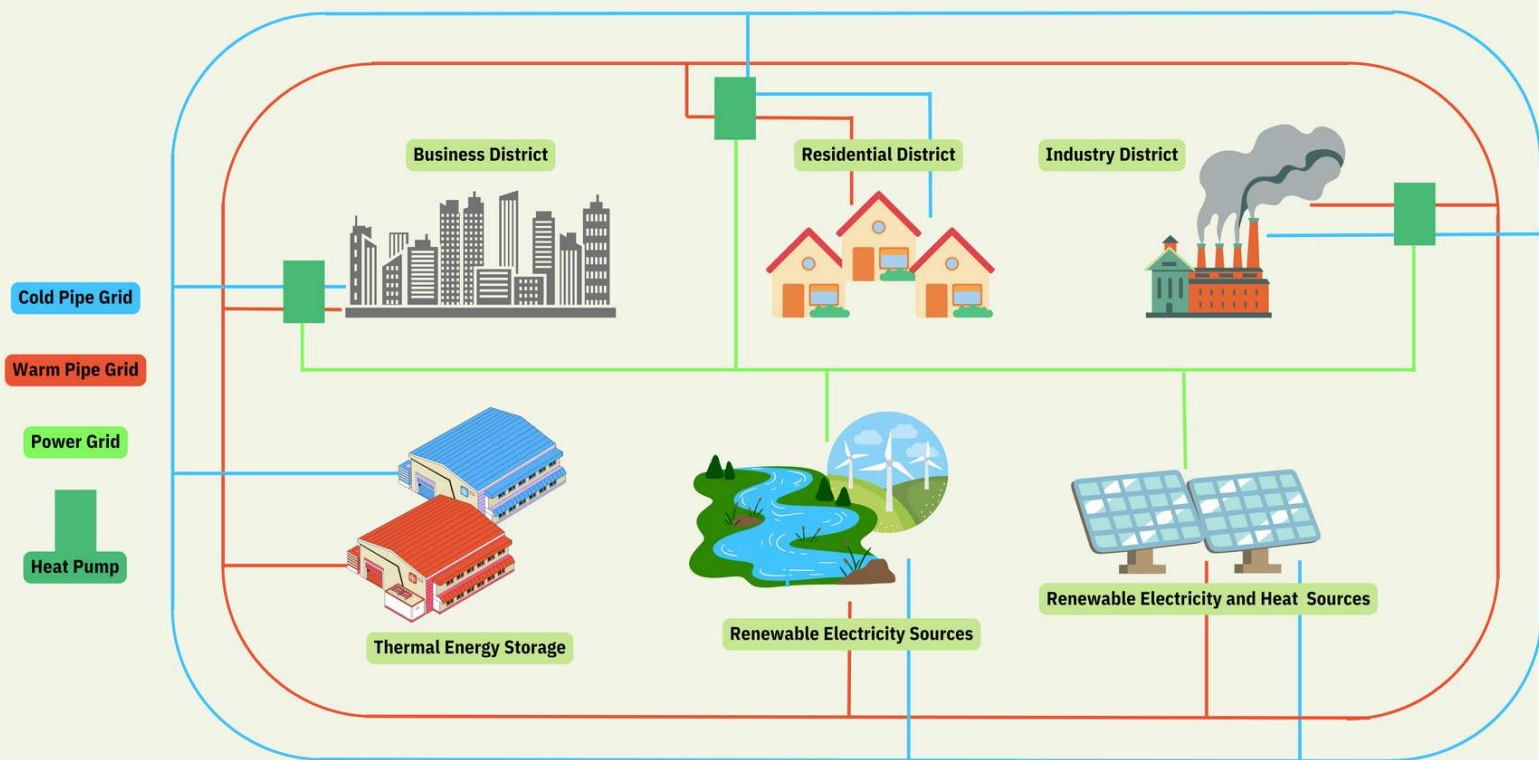 Business District
Residential District
Industry District
Cold Pipe Grid
Warm Pipe Grid
Power Grid
Heat Pump
Thermal Energy Storage
Renewable Electricity Sources
Renewable Electricity and Heat Sources